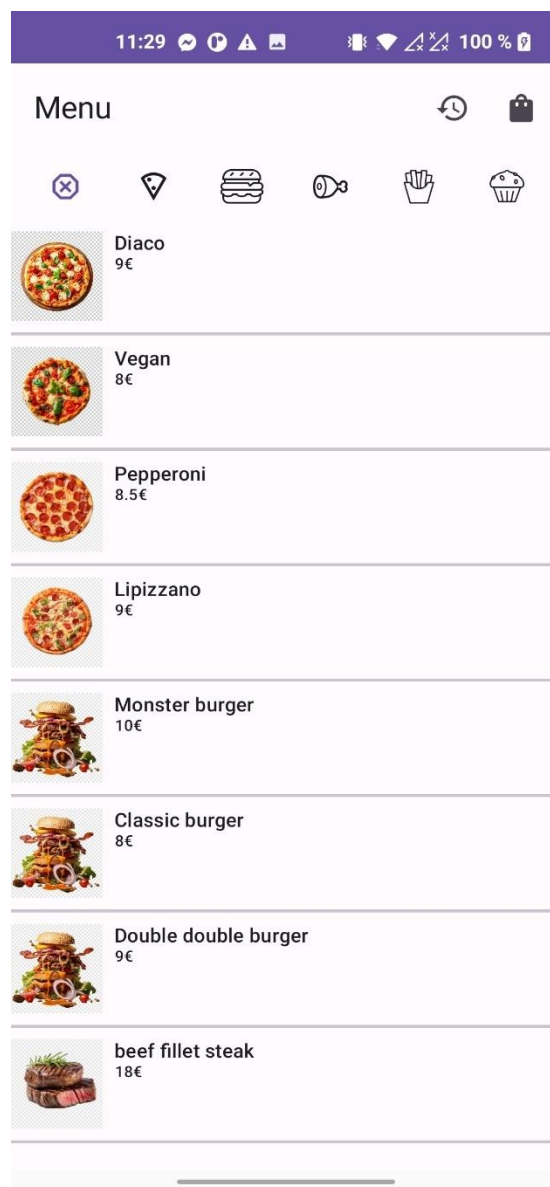 11:29 100 %
Menu
Diaco
9€
Vegan
8€
Pepperoni
8.5€
Lipizzano
9€
Monster burger
10€
Classic burger
8€
Double double burger
9€
beef fillet steak
18€